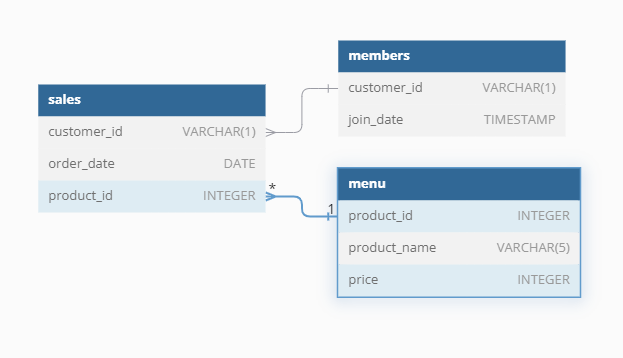 sales
customer_id VARCHAR(1)
order_date DATE
product_id INTEGER
*
members
customer_id VARCHAR(1)
join_date TIMESTAMP
1
menu
product_id INTEGER
product_name VARCHAR(5)
price INTEGER